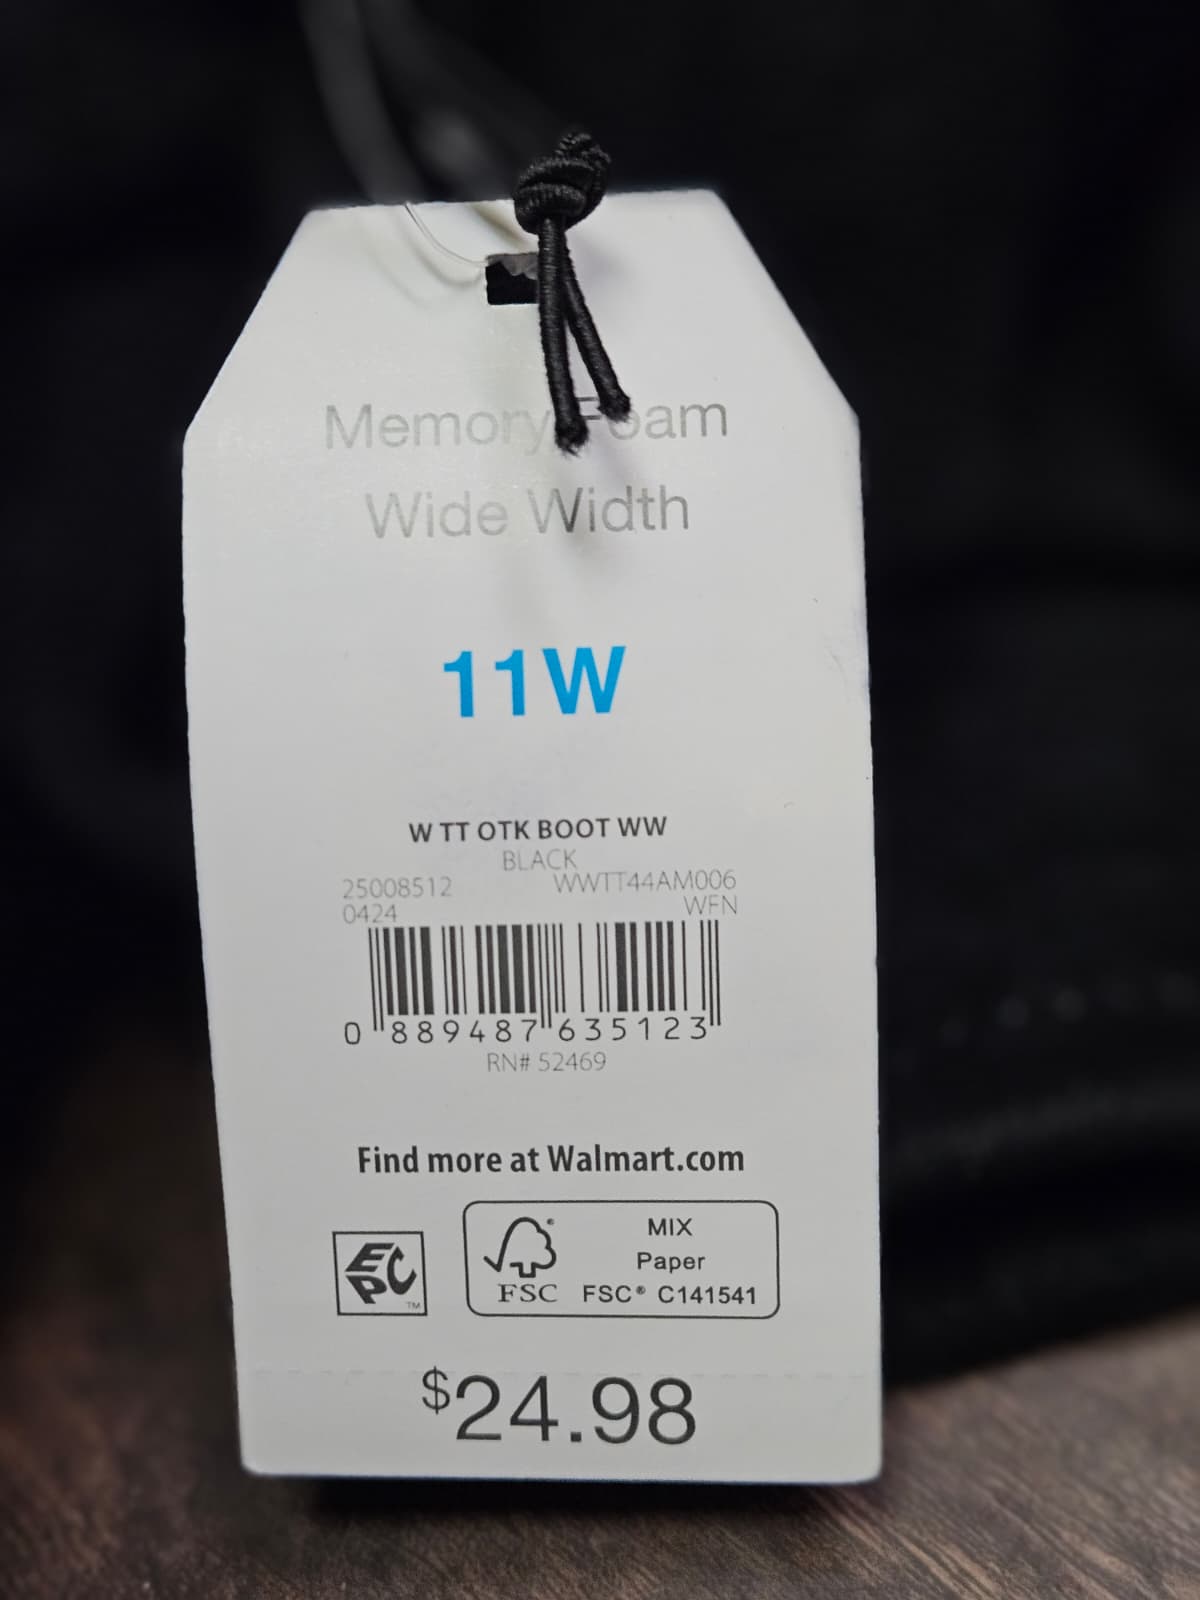 Memory Foam
Wide Width
11W
W TT OTK BOOT WW
BLACK
25008512 WWTT44AM006
0424 WFN
0 889487 635123
RN# 52469
Find more at Walmart.com
EPC™
FSC®
MIX
Paper
FSC® C141541
$24.98